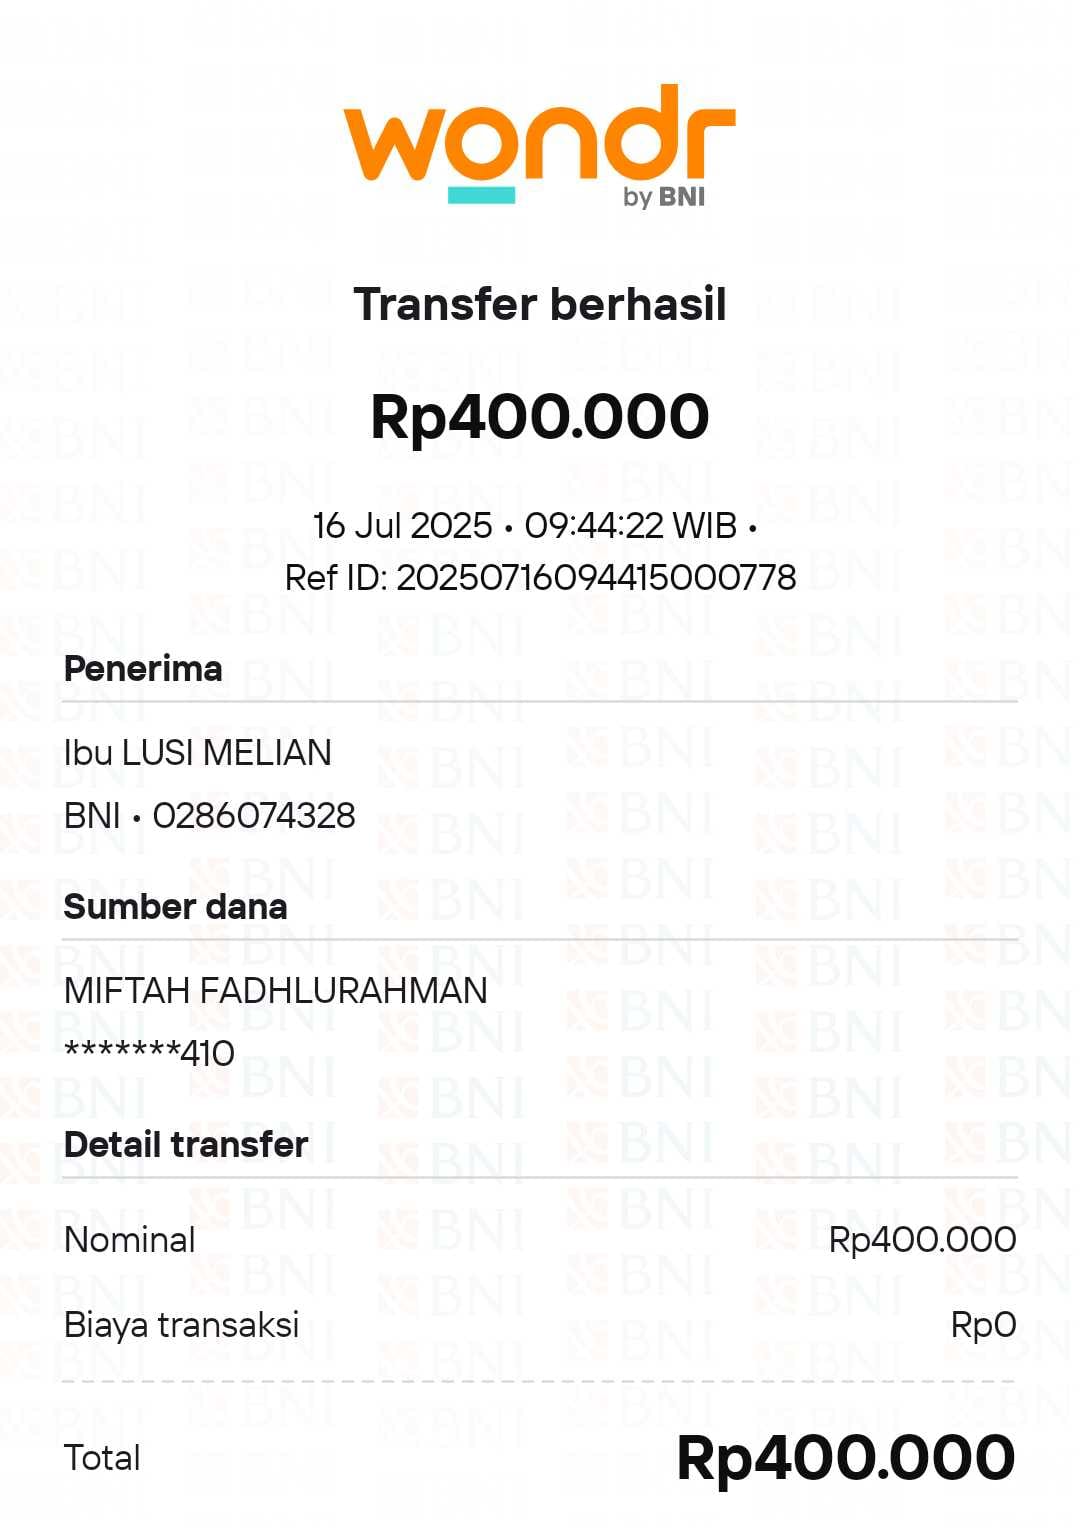 wondr
by BNI
Transfer berhasil
Rp400.000
16 Jul 2025 • 09:44:22 WIB •
Ref ID: 20250716094415000778
Penerima
Ibu LUSI MELIAN
BNI • 0286074328
Sumber dana
MIFTAH FADHLURAHMAN
*******410
Detail transfer
Nominal Rp400.000
Biaya transaksi Rp0
Total Rp400.000